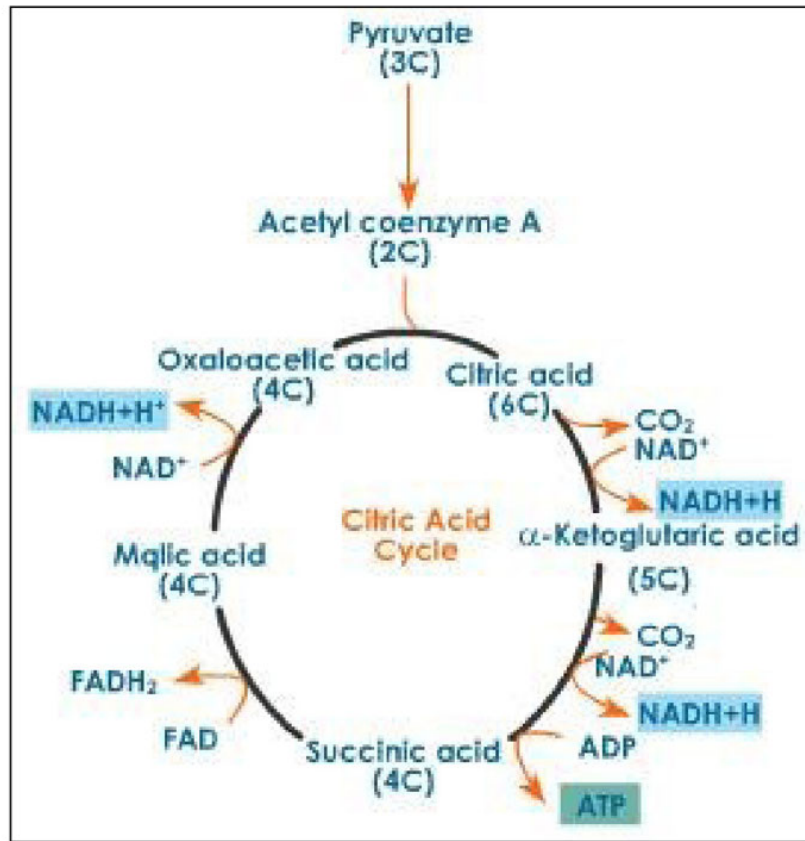 Pyruvate
(3C)
Acetyl coenzyme A
(2C)
Oxaloacetic acid
(4C)
Citric acid
(6C)
NADH+H⁺
NAD⁺
CO₂
NAD⁺
NADH+H
Citric Acid
Cycle
α-Ketoglutaric acid
(5C)
Mqlic acid
(4C)
CO₂
NAD⁺
NADH+H
FADH₂
FAD
Succinic acid
(4C)
ADP
ATP